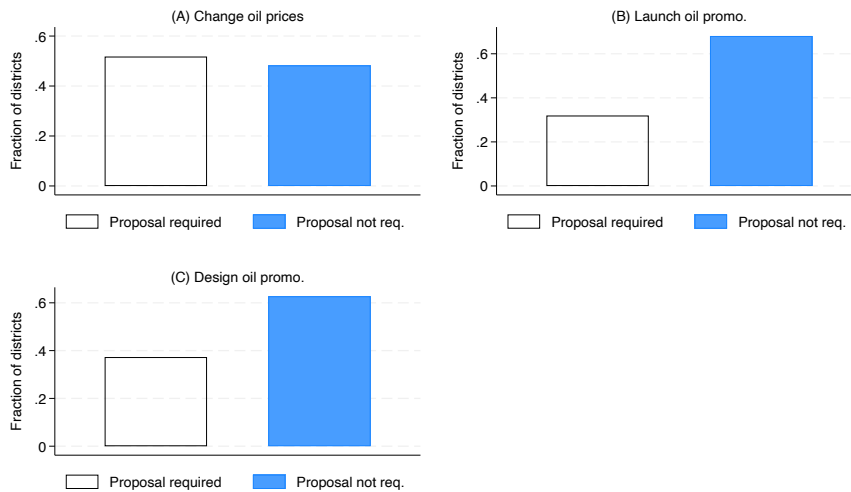 (A) Change oil prices
.6
.4
.2
0
Fraction of districts
Proposal required Proposal not req.
(B) Launch oil promo.
.6
.4
.2
0
Fraction of districts
Proposal required Proposal not req.
(C) Design oil promo.
.6
.4
.2
0
Fraction of districts
Proposal required Proposal not req.